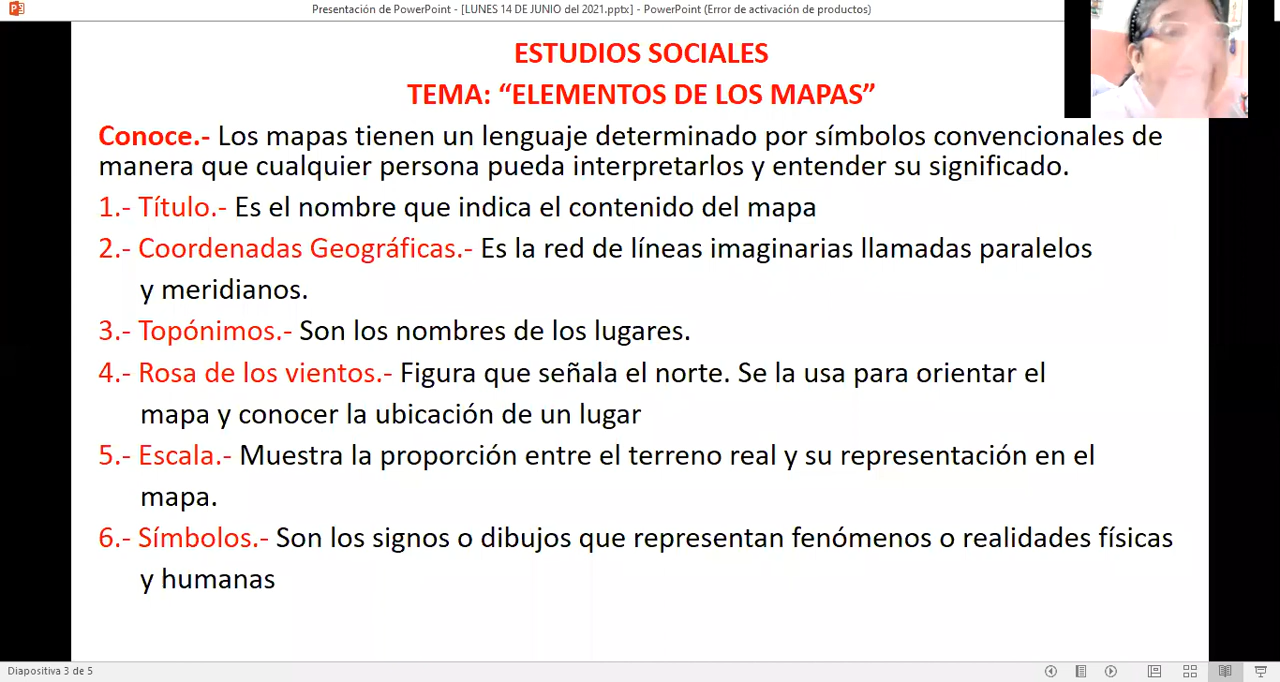 Presentación de PowerPoint - [LUNES 14 DE JUNIO del 2021.pptx] - PowerPoint (Error de activación de productos)
ESTUDIOS SOCIALES
TEMA: “ELEMENTOS DE LOS MAPAS”
Conoce.- Los mapas tienen un lenguaje determinado por símbolos convencionales de
manera que cualquier persona pueda interpretarlos y entender su significado.
1.- Título.- Es el nombre que indica el contenido del mapa
2.- Coordenadas Geográficas.- Es la red de líneas imaginarias llamadas paralelos
y meridianos.
3.- Topónimos.- Son los nombres de los lugares.
4.- Rosa de los vientos.- Figura que señala el norte. Se la usa para orientar el
mapa y conocer la ubicación de un lugar
5.- Escala.- Muestra la proporción entre el terreno real y su representación en el
mapa.
6.- Símbolos.- Son los signos o dibujos que representan fenómenos o realidades físicas
y humanas
Diapositiva 3 de 5